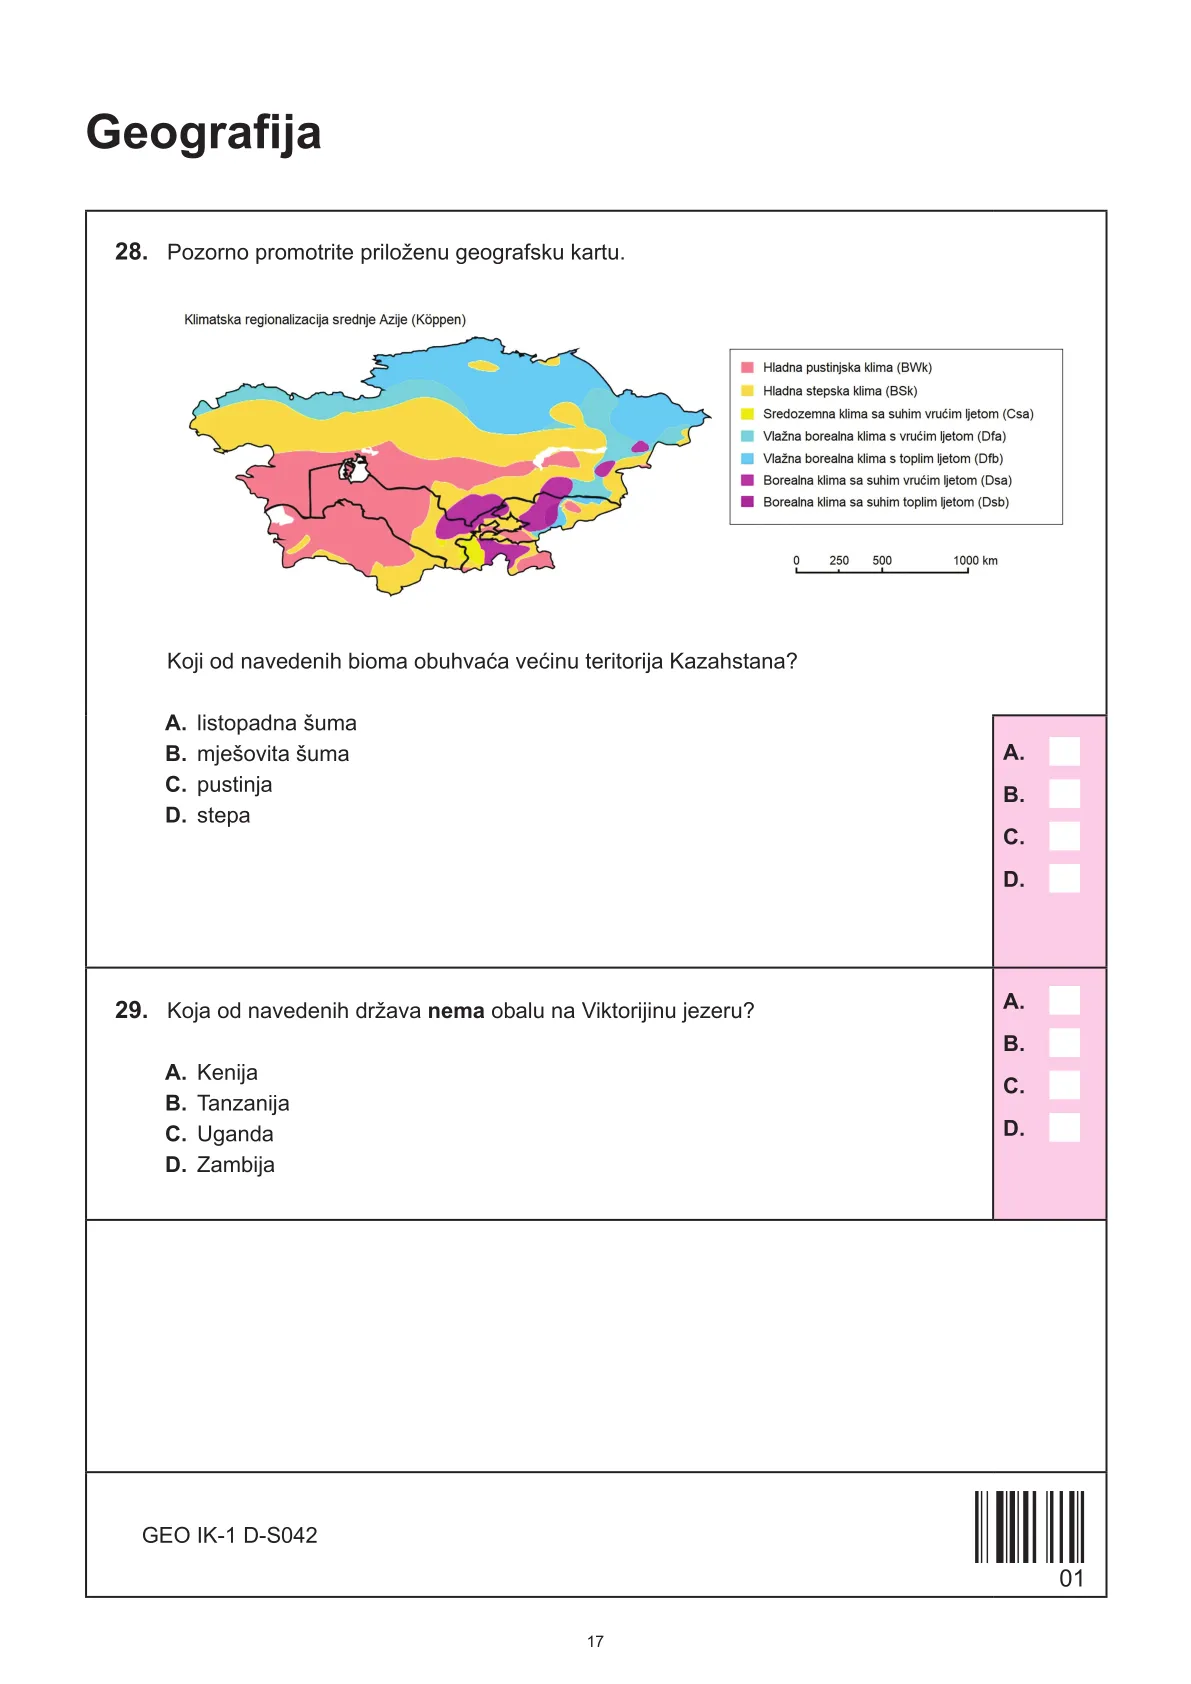 Geografija
28. Pozorno promotrite priloženu geografsku kartu.
Klimatska regionalizacija srednje Azije (Köppen)
Hladna pustinjska klima (BWk)
Hladna stepska klima (BSk)
Sredozemna klima sa suhim vrućim ljetom (Csa)
Vlažna borealna klima s vrućim ljetom (Dfa)
Vlažna borealna klima s toplim ljetom (Dfb)
Borealna klima sa suhim vrućim ljetom (Dsa)
Borealna klima sa suhim toplim ljetom (Dsb)
0 250 500 1000 km
Koji od navedenih bioma obuhvaća većinu teritorija Kazahstana?
A. listopadna šuma
B. mješovita šuma
C. pustinja
D. stepa
A.
B.
C.
D.
29. Koja od navedenih država nema obalu na Viktorijinu jezeru?
A. Kenija
B. Tanzanija
C. Uganda
D. Zambija
A.
B.
C.
D.
GEO IK-1 D-S042
01
17